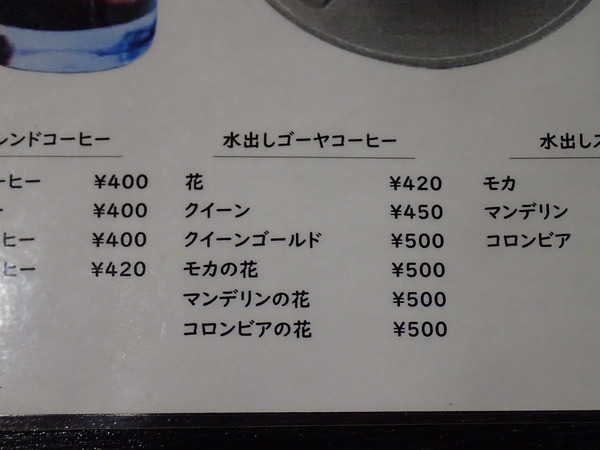 レンドコーヒー
ーヒー ¥400
ー ¥400
ヒー ¥400
ヒー ¥420
水出しゴーヤコーヒー
花 ¥420
クイーン ¥450
クイーンゴールド ¥500
モカの花 ¥500
マンデリンの花 ¥500
コロンビアの花 ¥500
水出しス
モカ
マンデリン
コロンビア